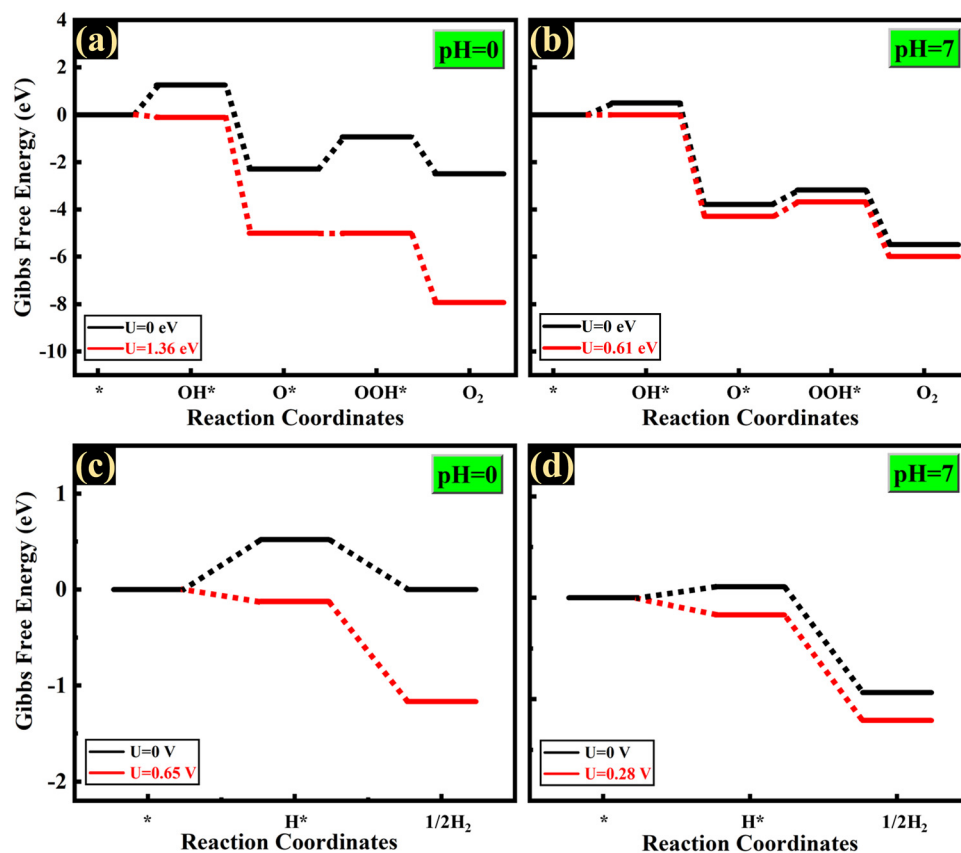 (a)
pH=0
Gibbs Free Energy (eV)
4
2
0
-2
-4
-6
-8
-10
U=0 eV
U=1.36 eV
*
OH*
O*
OOH*
O₂
Reaction Coordinates
(b)
pH=7
U=0 eV
U=0.61 eV
*
OH*
O*
OOH*
O₂
Reaction Coordinates
(c)
pH=0
Gibbs Free Energy (eV)
1
0
-1
-2
U=0 V
U=0.65 V
*
H*
1/2H₂
Reaction Coordinates
(d)
pH=7
U=0 V
U=0.28 V
*
H*
1/2H₂
Reaction Coordinates